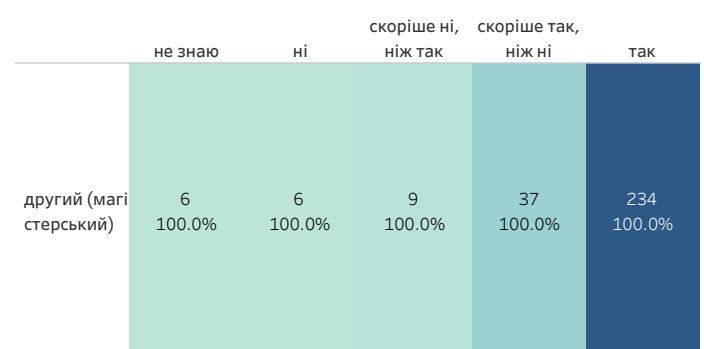 скоріше ні, скоріше так,
не знаю ні ніж так ніж ні так
другий (магі 6 6 9 37 234
стерський) 100.0% 100.0% 100.0% 100.0% 100.0%